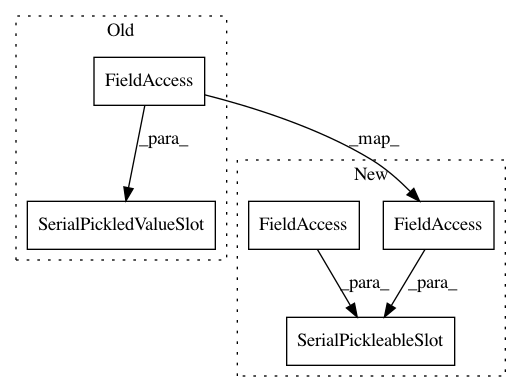 Old
FieldAccess
_para_
_map_
New
SerialPickledValueSlot
FieldAccess
FieldAccess
_para_
_para_
SerialPickleableSlot